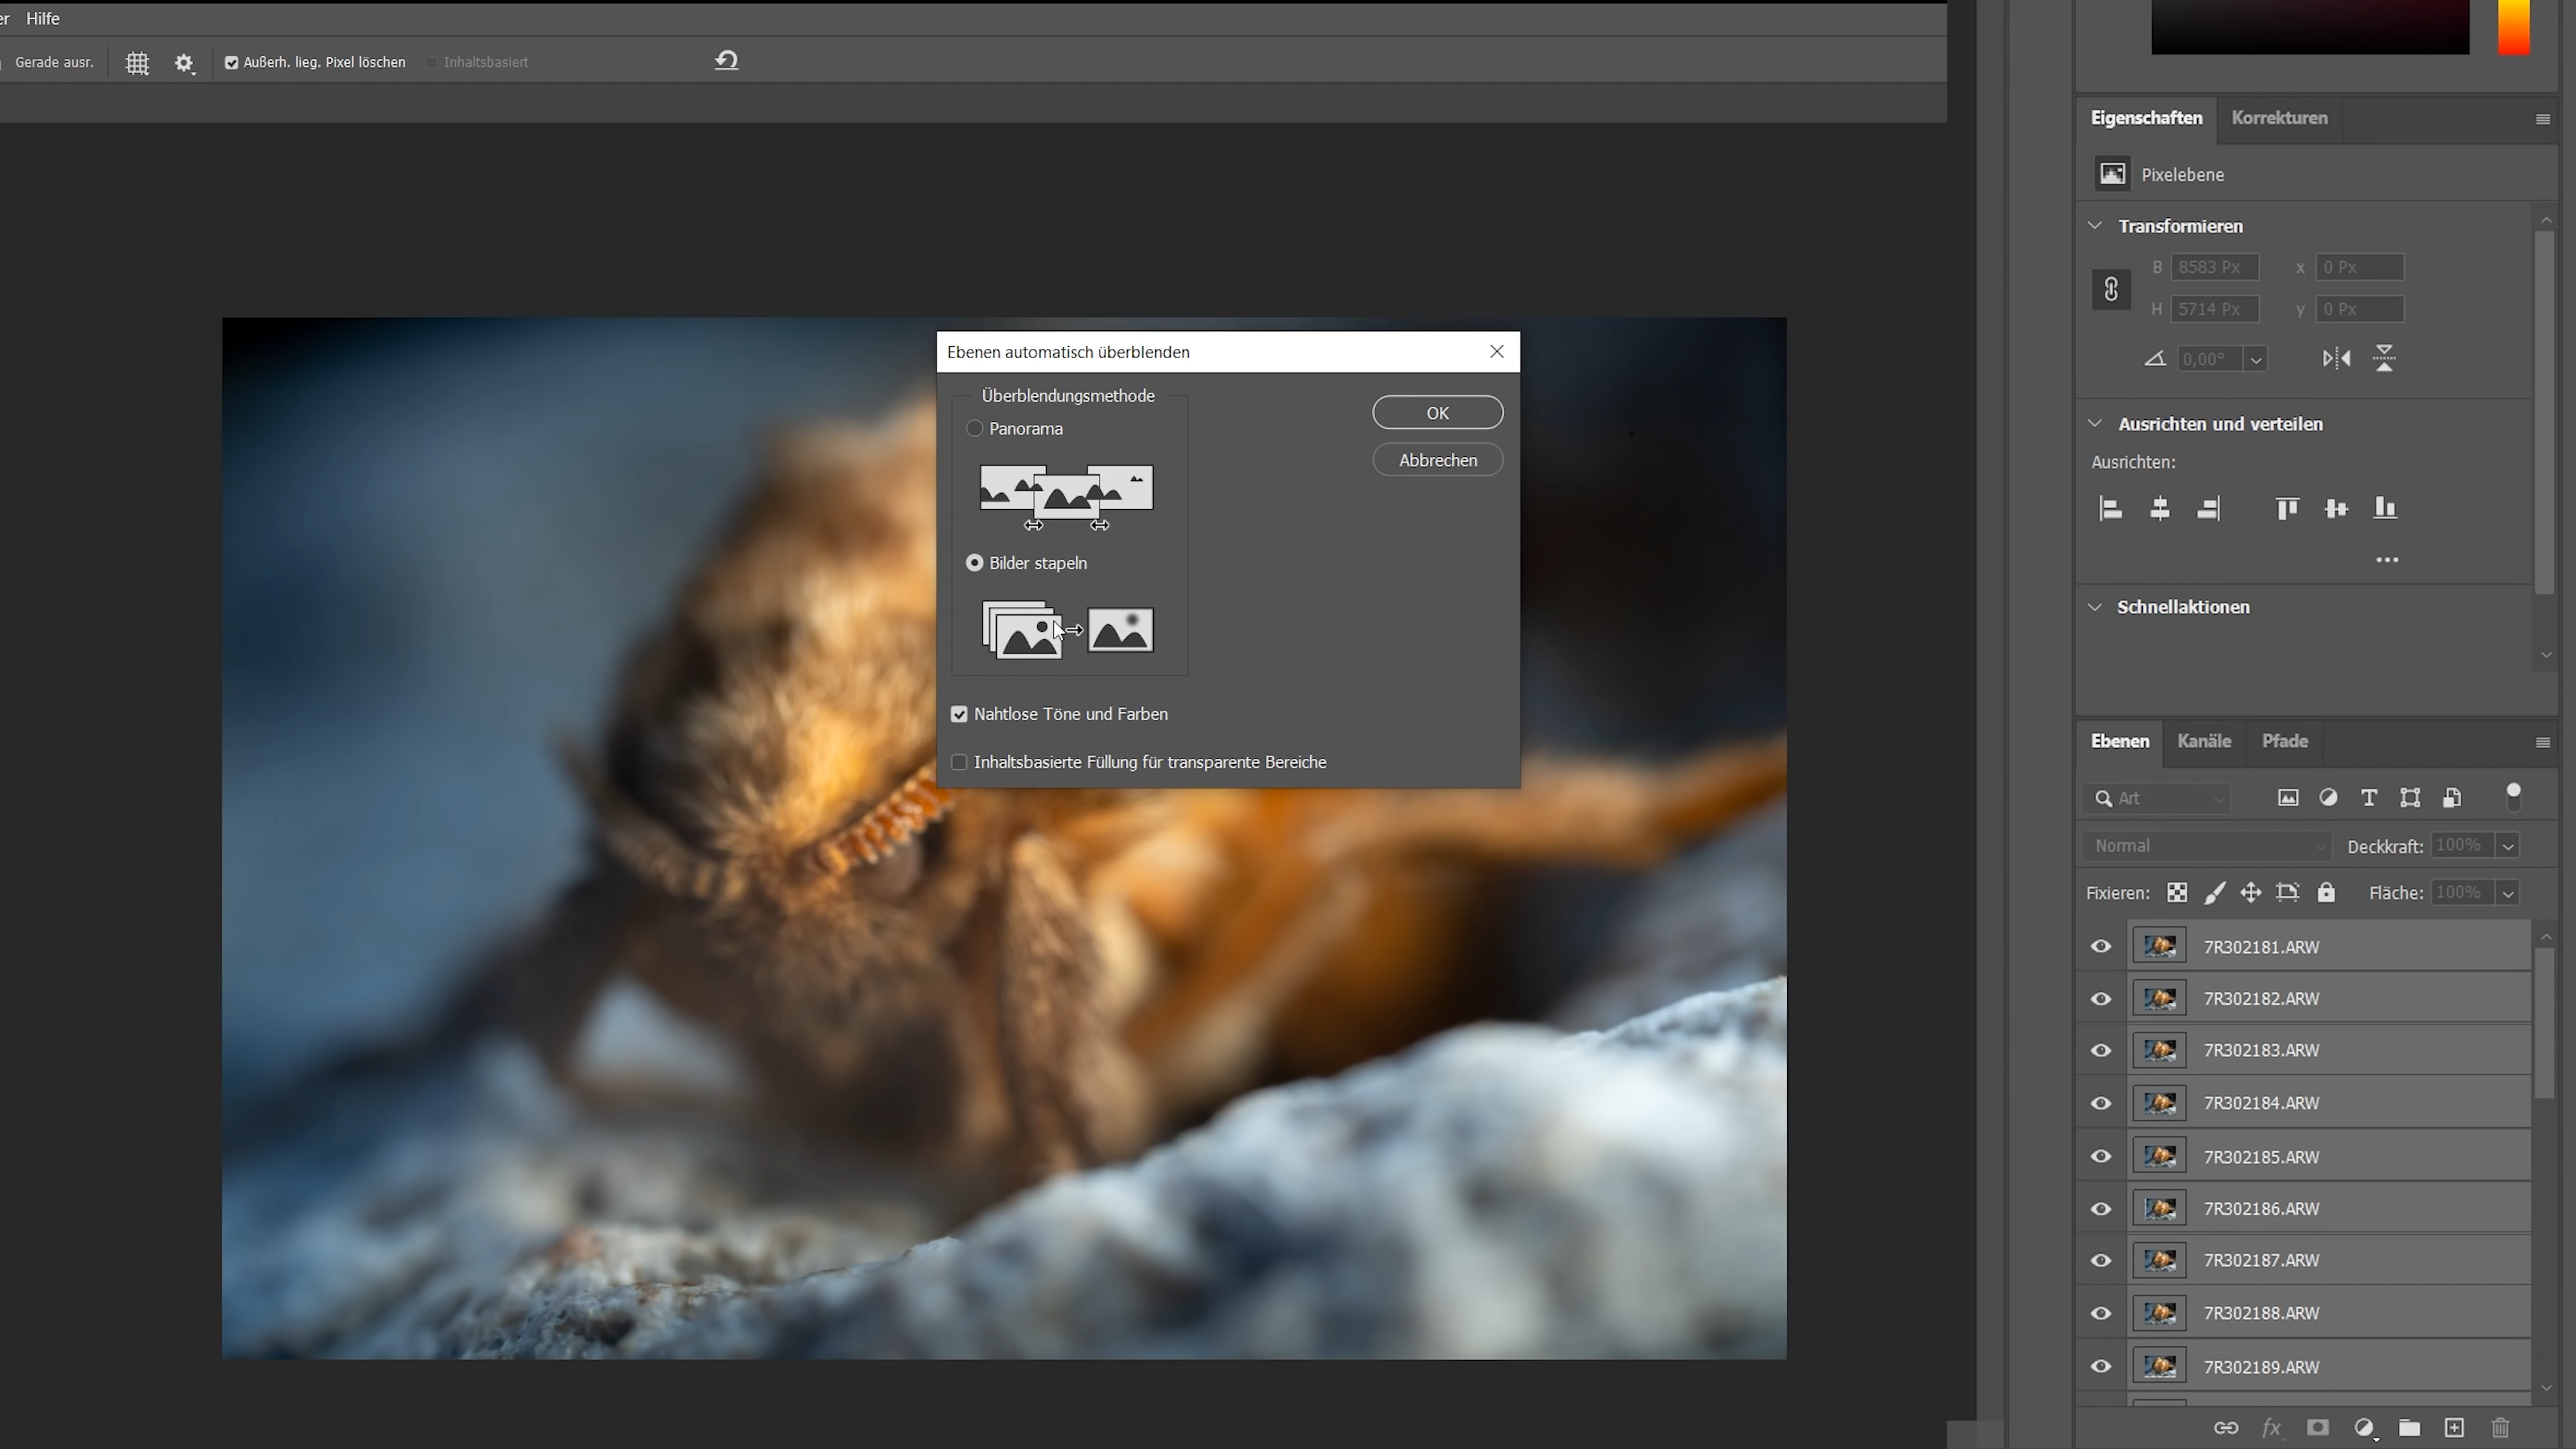 er Hilfe
Gerade ausr. Außerh. lieg. Pixel löschen Inhaltsbasiert
Ebenen automatisch überblenden
Überblendungsmethode
Panorama
Bilder stapeln
Nahtlose Töne und Farben
Inhaltsbasierte Füllung für transparente Bereiche
OK
Abbrechen
Eigenschaften Korrekturen
Pixelebene
Transformieren
B 8583 Px x 0 Px
H 5714 Px y 0 Px
0,00°
Ausrichten und verteilen
Ausrichten:
Schnellaktionen
Ebenen Kanäle Pfade
Art
Normal Deckkraft: 100%
Fixieren: Fläche: 100%
7R302181.ARW
7R302182.ARW
7R302183.ARW
7R302184.ARW
7R302185.ARW
7R302186.ARW
7R302187.ARW
7R302188.ARW
7R302189.ARW
fx